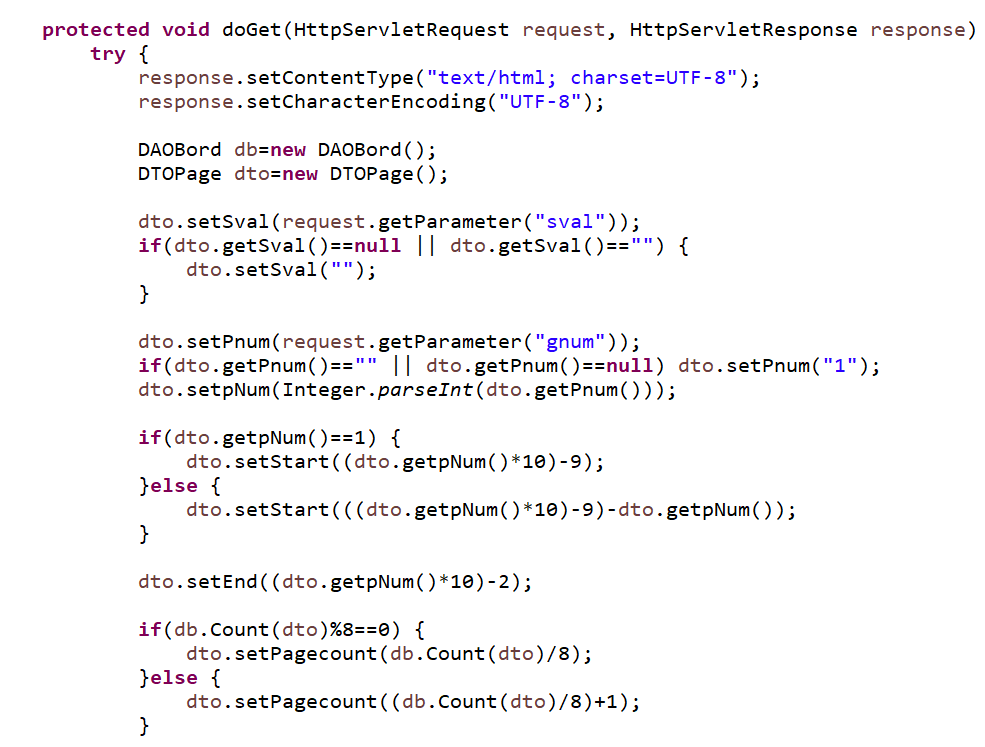 protected void doGet(HttpServletRequest request, HttpServletResponse response)
try {
response.setContentType("text/html; charset=UTF-8");
response.setCharacterEncoding("UTF-8");
DAOBord db=new DAOBord();
DTOPage dto=new DTOPage();
dto.setSval(request.getParameter("sval"));
if(dto.getSval()==null || dto.getSval()=="") {
dto.setSval("");
}
dto.setPnum(request.getParameter("gnum"));
if(dto.getPnum()=="" || dto.getPnum()==null) dto.setPnum("1");
dto.setpNum(Integer.parseInt(dto.getPnum()));
if(dto.getpNum()==1) {
dto.setStart((dto.getpNum()*10)-9);
}else {
dto.setStart(((dto.getpNum()*10)-9)-dto.getpNum());
}
dto.setEnd((dto.getpNum()*10)-2);
if(db.Count(dto)%8==0) {
dto.setPagecount(db.Count(dto)/8);
}else {
dto.setPagecount((db.Count(dto)/8)+1);
}